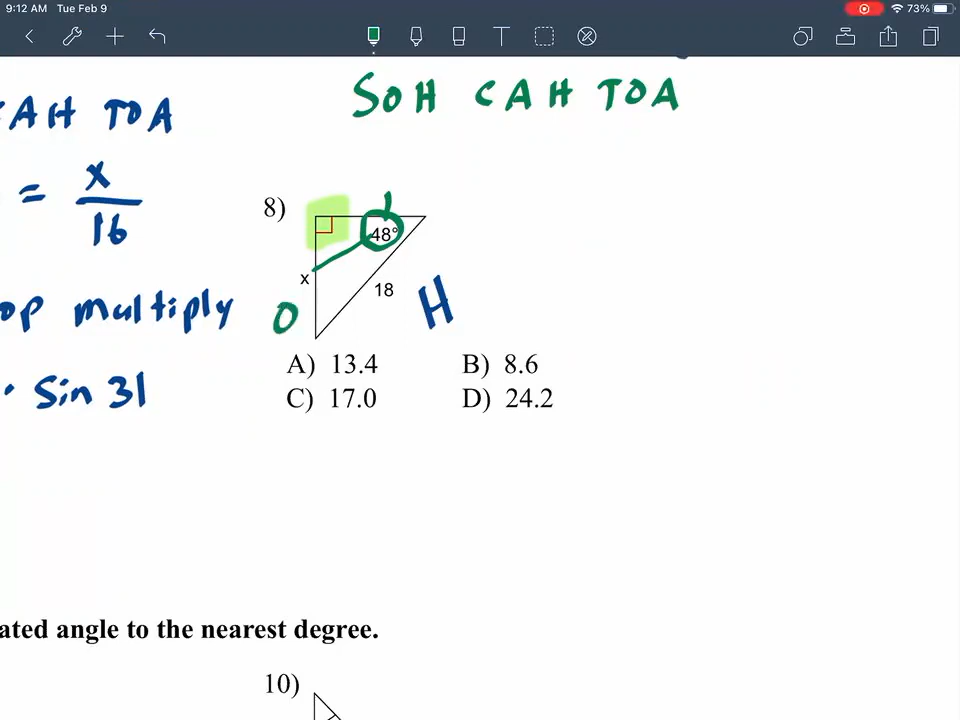 9:12 AM Tue Feb 9
73%
SOH CAH TOA
CAH TOA
= x
16
8)
48°
x
18
O
H
op multiply
A) 13.4 B) 8.6
C) 17.0 D) 24.2
· Sin 31
ated angle to the nearest degree.
10)